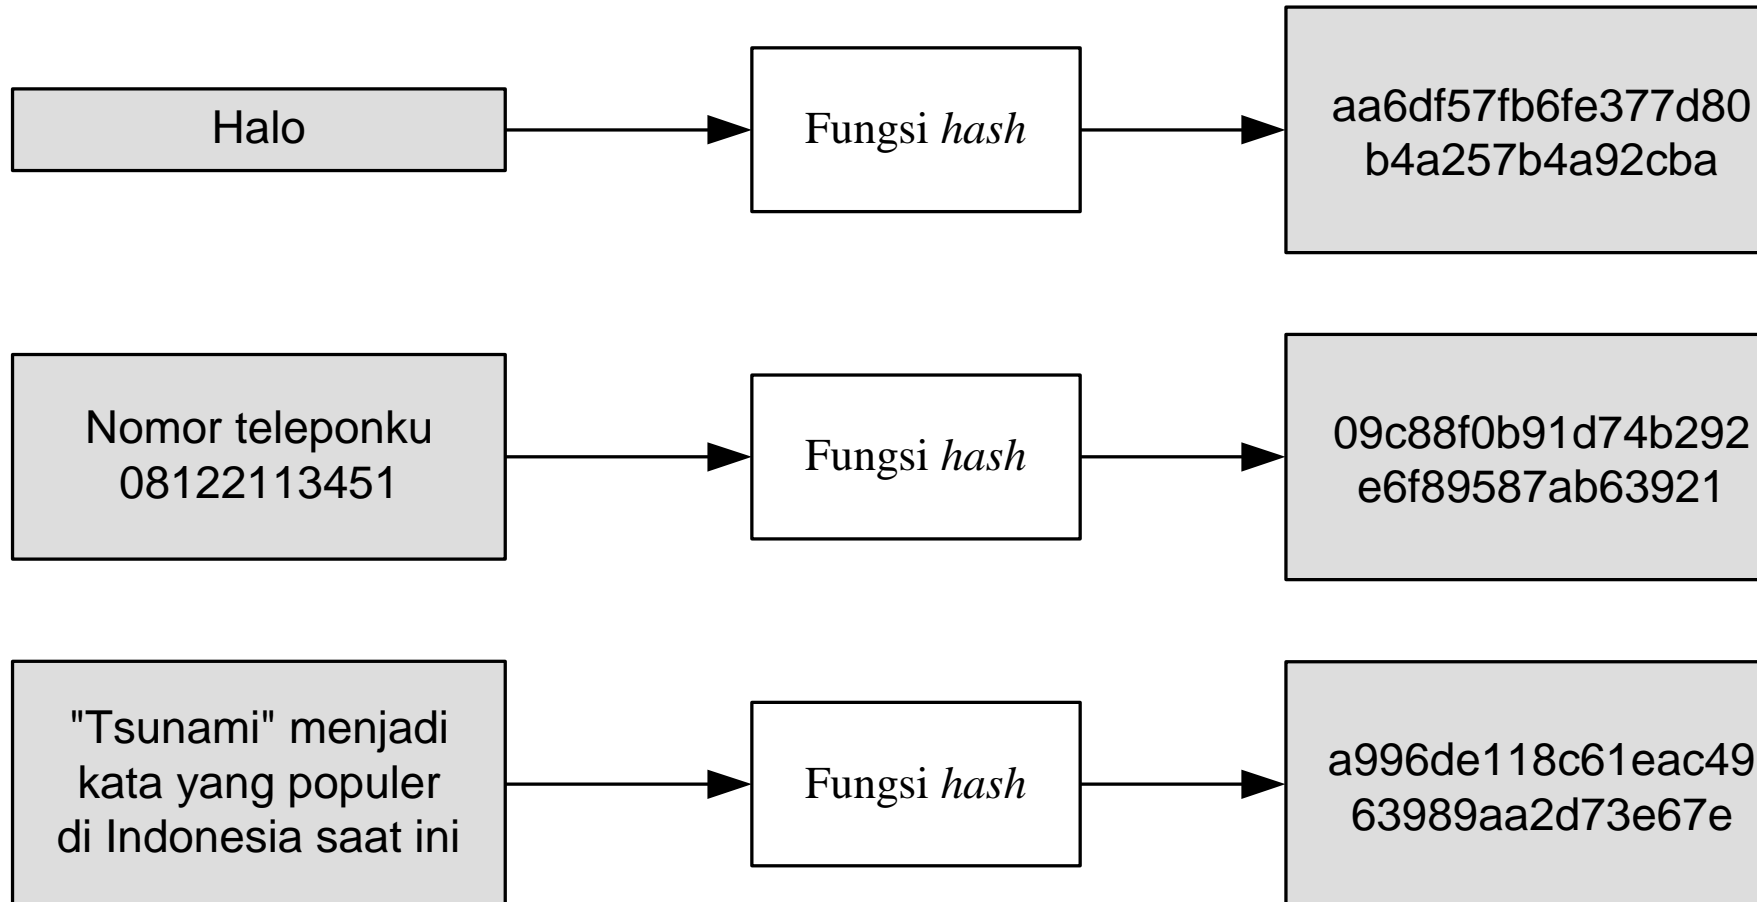 Halo
Fungsi hash
aa6df57fb6fe377d80
b4a257b4a92cba
Nomor teleponku
08122113451
Fungsi hash
09c88f0b91d74b292
e6f89587ab63921
"Tsunami" menjadi
kata yang populer
di Indonesia saat ini
Fungsi hash
a996de118c61eac49
63989aa2d73e67e